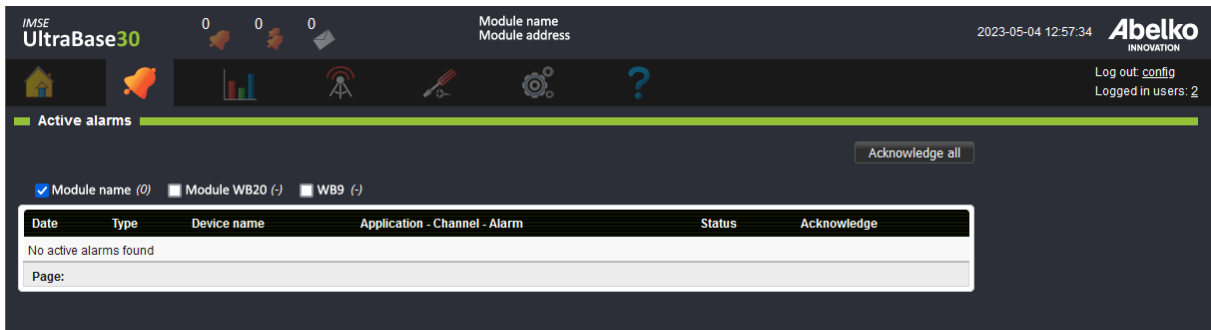 IMSE
UltraBase30
0 0 0
Module name
Module address
2023-05-04 12:57:34
Abelko
INNOVATION
?
Log out: config
Logged in users: 2
Active alarms
Acknowledge all
Module name (0) Module WB20 (-) WB9 (-)
Date Type Device name Application - Channel - Alarm Status Acknowledge
No active alarms found
Page: